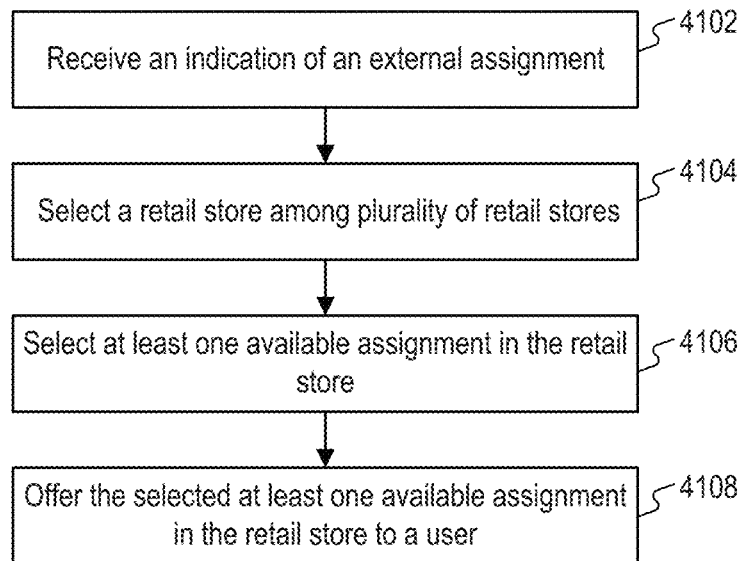 4102
Receive an indication of an external assignment
4104
Select a retail store among plurality of retail stores
Select at least one available assignment in the retail
4106
store
Offer the selected at least one available assignment
4108
in the retail store to a user